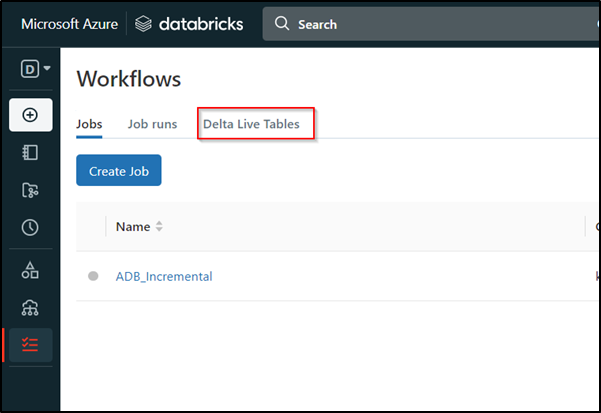 Microsoft Azure databricks Search
D
Workflows
Jobs Job runs Delta Live Tables
Create Job
Name
ADB_Incremental